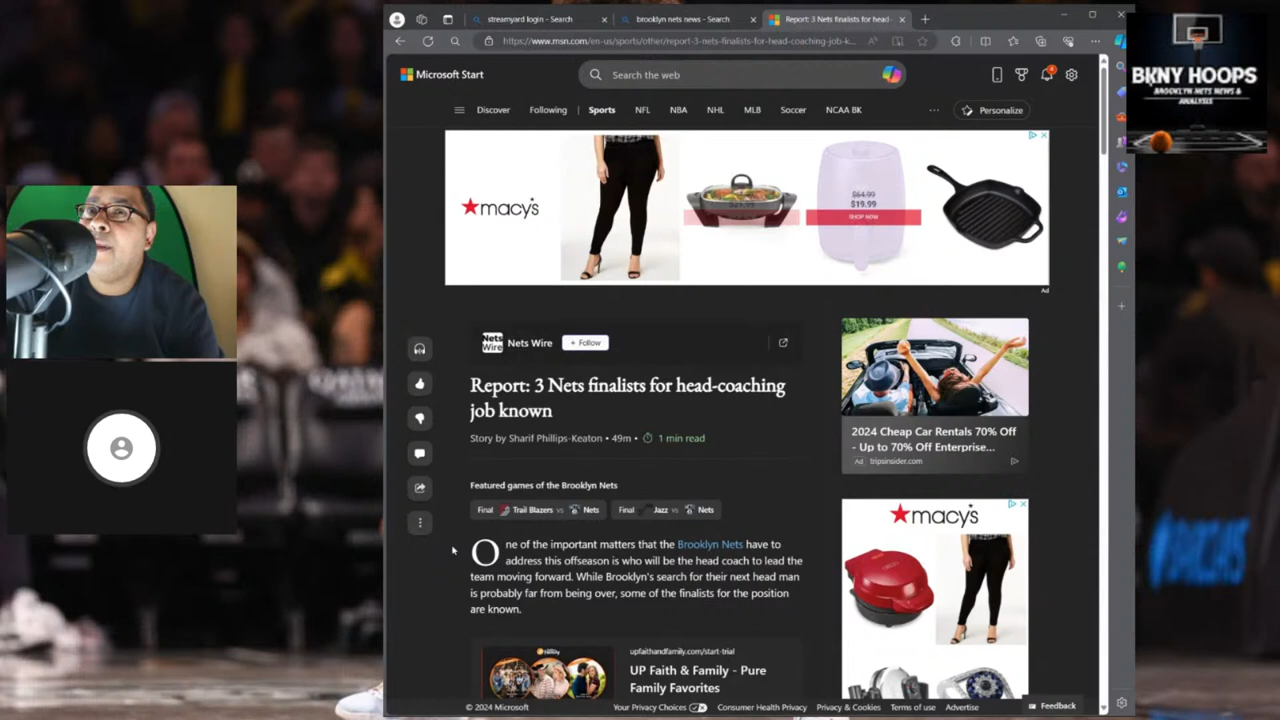 streamyard login - Search
brooklyn nets news - Search
Report: 3 Nets finalists for head-
https://www.msn.com/en-us/sports/other/report-3-nets-finalists-for-head-coaching-job-k...
BKNY HOOPS
BROOKLYN NETS NEWS &
ANALYSIS
Microsoft Start
Search the web
4
Discover
Following
Sports
NFL
NBA
NHL
MLB
Soccer
NCAA BK
Personalize
macy's
$64.99
$19.99
SHOP NOW
Ad
Nets
Wire
Nets Wire
+ Follow
Report: 3 Nets finalists for head-coaching
job known
Story by Sharif Phillips-Keaton • 49m • 1 min read
Featured games of the Brooklyn Nets
Final Trail Blazers vs Nets
Final Jazz vs Nets
One of the important matters that the Brooklyn Nets have to
address this offseason is who will be the head coach to lead the
team moving forward. While Brooklyn's search for their next head man
is probably far from being over, some of the finalists for the position
are known.
upfaithandfamily.com/start-trial
UP Faith & Family - Pure
Family Favorites
2024 Cheap Car Rentals 70% Off
- Up to 70% Off Enterprise...
Ad tripsinsider.com
macy's
© 2024 Microsoft
Your Privacy Choices
Consumer Health Privacy
Privacy & Cookies
Terms of use
Advertise
Feedback